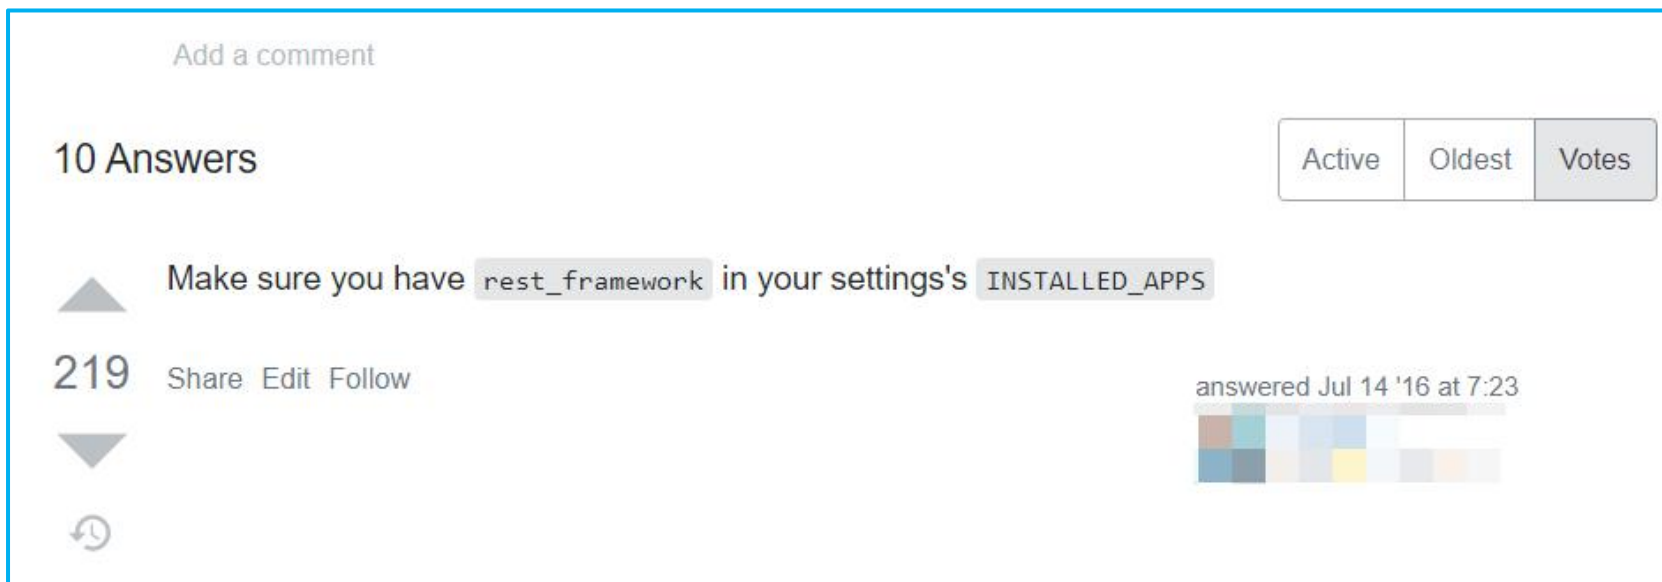 Add a comment
10 Answers
Active Oldest Votes
Make sure you have rest_framework in your settings's INSTALLED_APPS
219 Share Edit Follow
answered Jul 14 '16 at 7:23